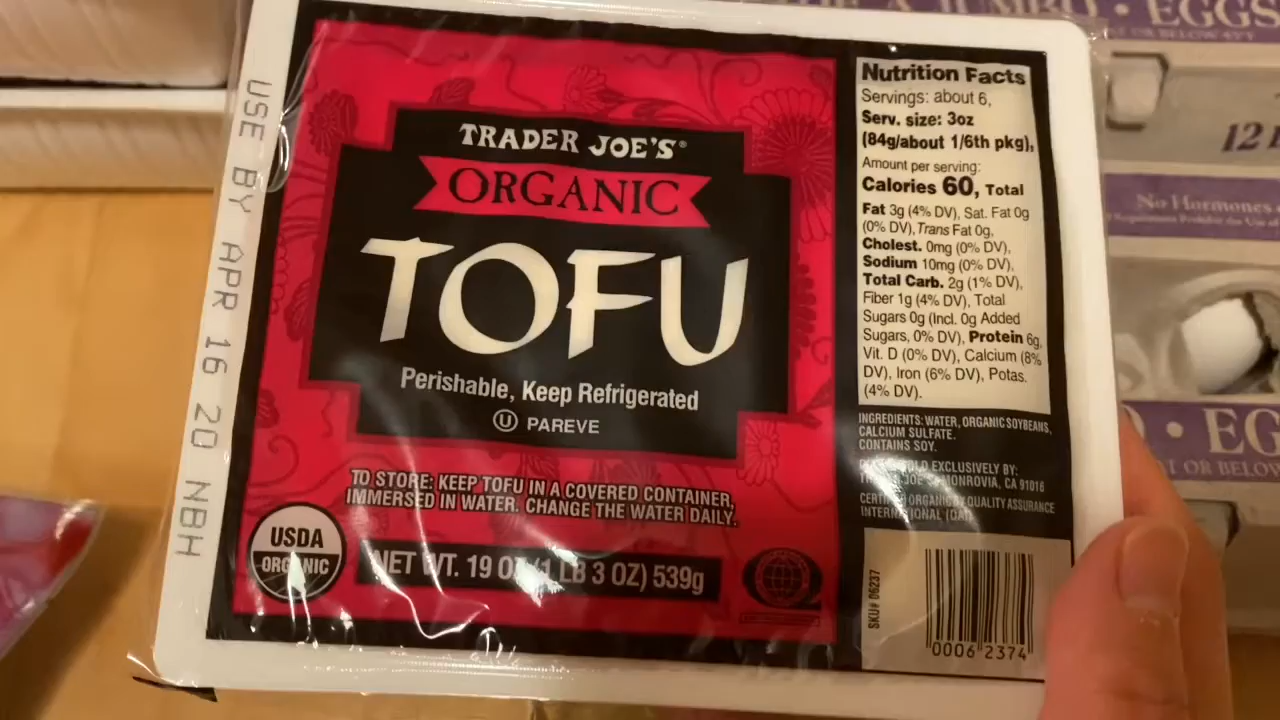 E A JUMBO • EGGS
USE BY APR 16 20 NBH
TRADER JOE'S®
ORGANIC
TOFU
Perishable, Keep Refrigerated
U PAREVE
TO STORE: KEEP TOFU IN A COVERED CONTAINER,
IMMERSED IN WATER. CHANGE THE WATER DAILY.
USDA
ORGANIC
NET WT. 19 OZ (1 LB 3 OZ) 539g
Nutrition Facts
Servings: about 6,
Serv. size: 3oz
(84g/about 1/6th pkg),
Amount per serving:
Calories 60, Total
Fat 3g (4% DV), Sat. Fat 0g
(0% DV), Trans Fat 0g,
Cholest. 0mg (0% DV),
Sodium 10mg (0% DV),
Total Carb. 2g (1% DV),
Fiber 1g (4% DV), Total
Sugars 0g (Incl. 0g Added
Sugars, 0% DV), Protein 6g,
Vit. D (0% DV), Calcium (8%
DV), Iron (6% DV), Potas.
(4% DV).
INGREDIENTS: WATER, ORGANIC SOYBEANS,
CALCIUM SULFATE.
CONTAINS SOY.
SOLD EXCLUSIVELY BY:
TRADER JOE'S, MONROVIA, CA 91016
CERTIFIED ORGANIC BY QUALITY ASSURANCE
INTERNATIONAL (QAI)
SKU# 06237
0006 2374
12
No Hormones
• EG
T OR BELOW